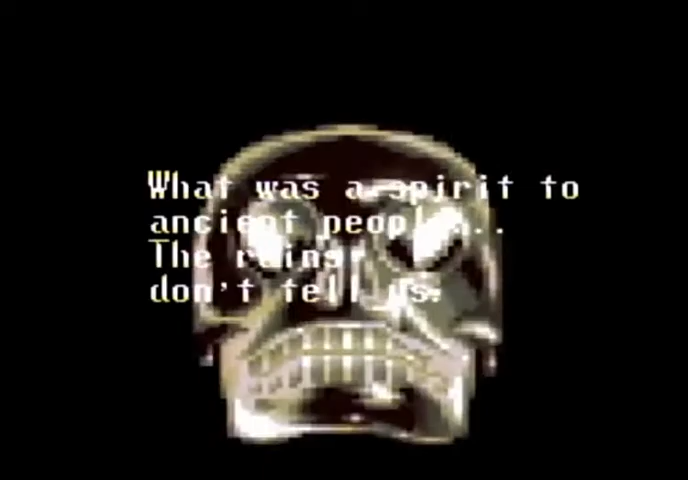 What was a spirit to
ancient people...
The ruins
don't tell us.